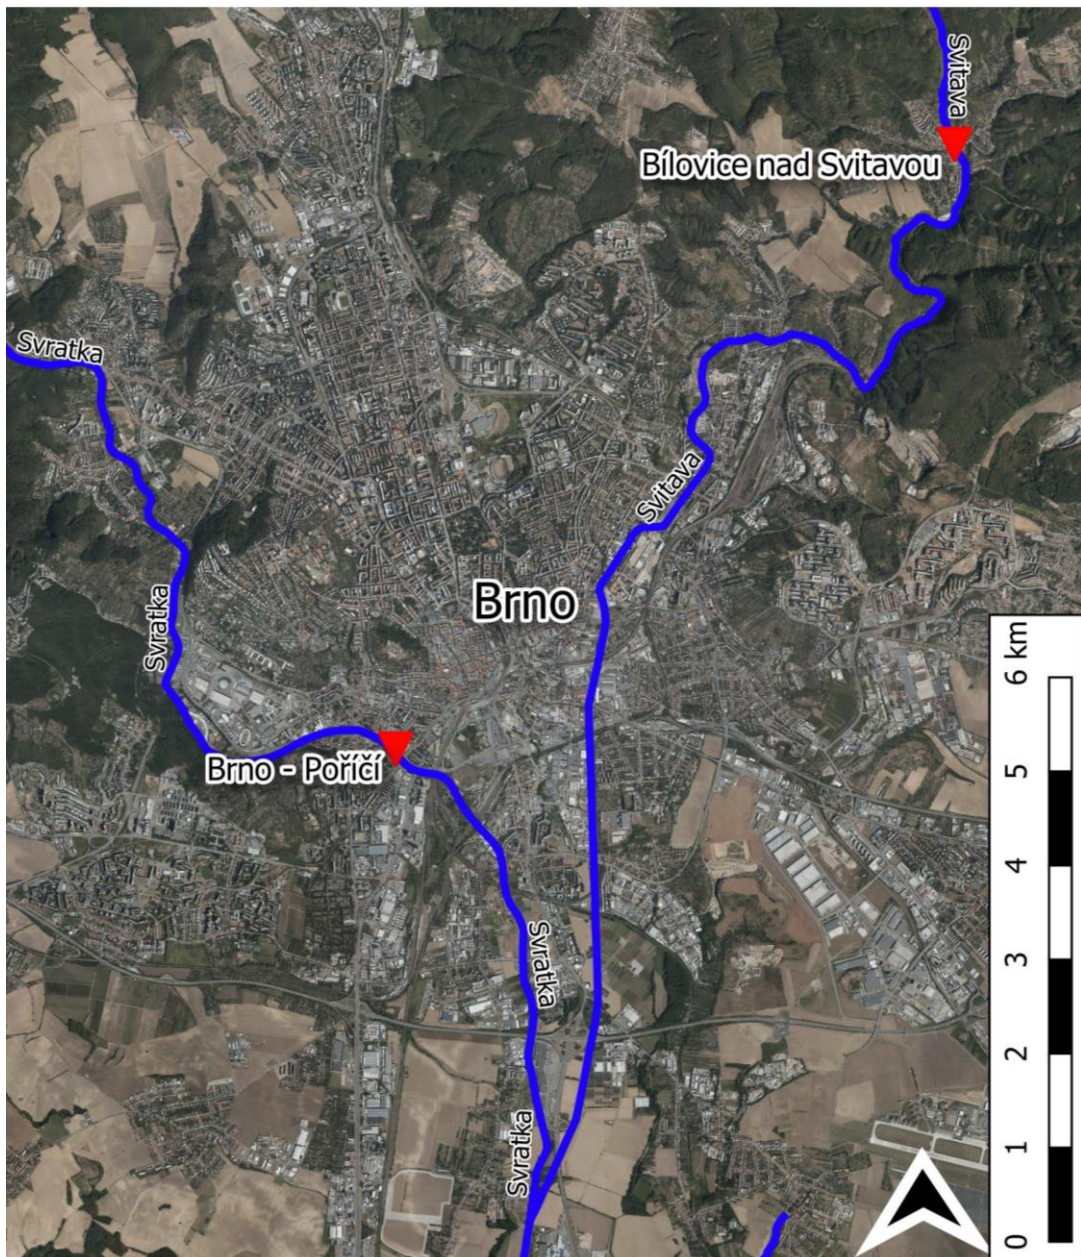 Svitava
Bílovice nad Svitavou
Svratka
Svitava
Brno
Svratka
Brno - Poříčí
Svratka
Svratka
6 km
5
4
3
2
1
0